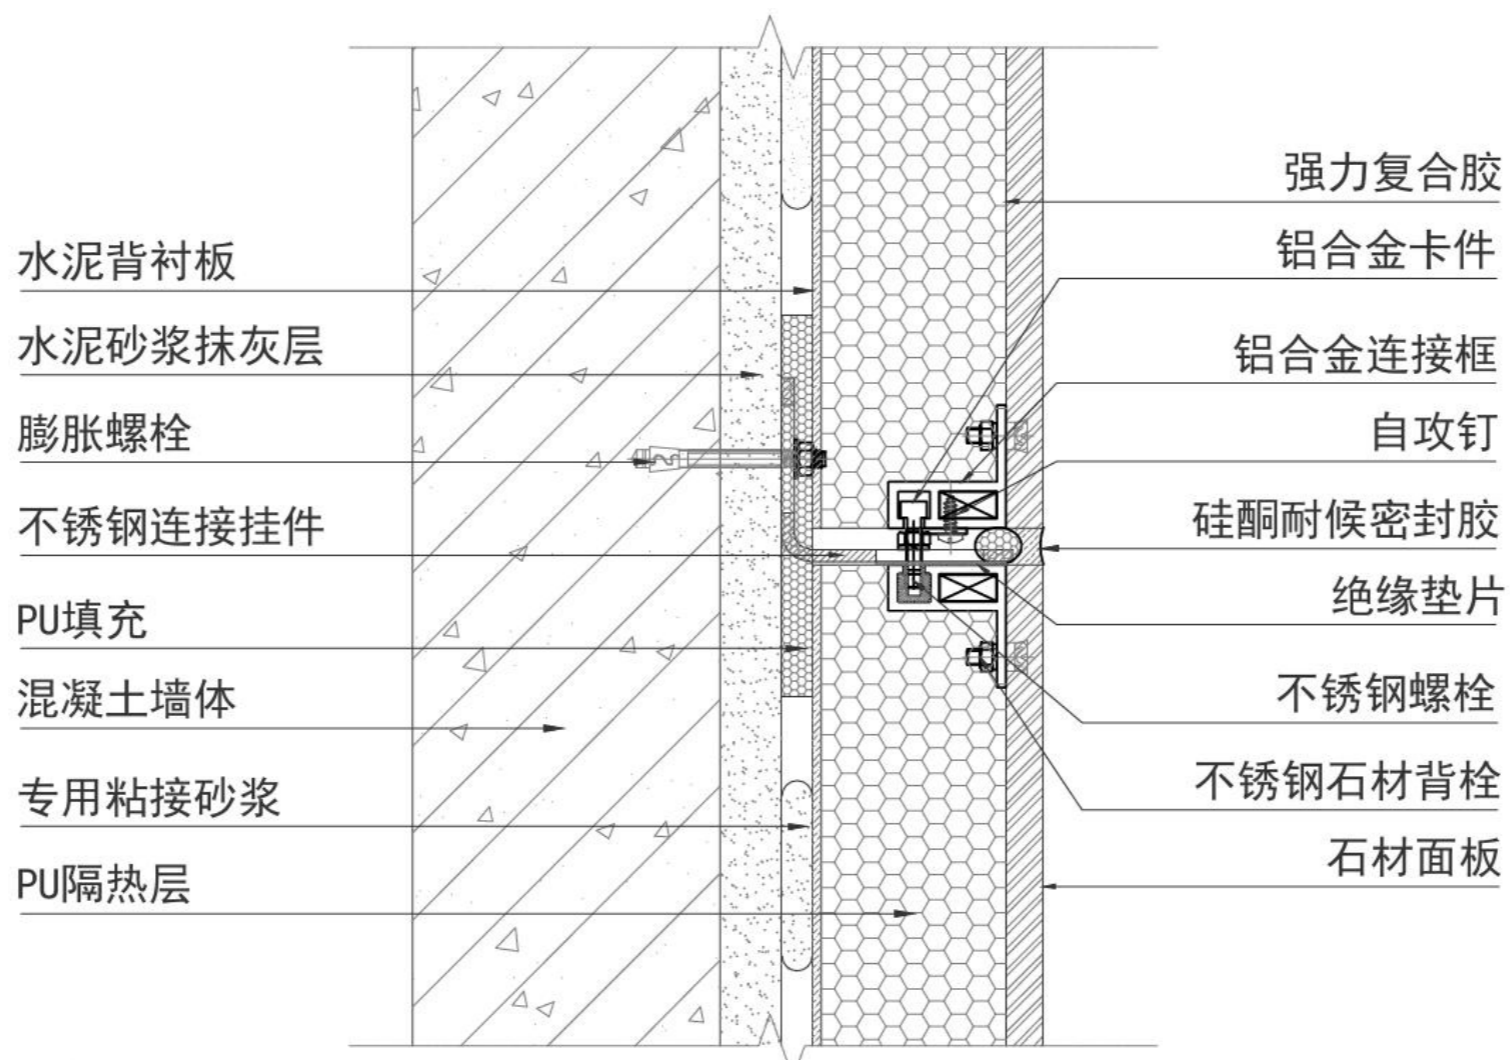 水泥背衬板
水泥砂浆抹灰层
膨胀螺栓
不锈钢连接挂件
PU填充
混凝土墙体
专用粘接砂浆
PU隔热层
强力复合胶
铝合金卡件
铝合金连接框
自攻钉
硅酮耐候密封胶
绝缘垫片
不锈钢螺栓
不锈钢石材背栓
石材面板